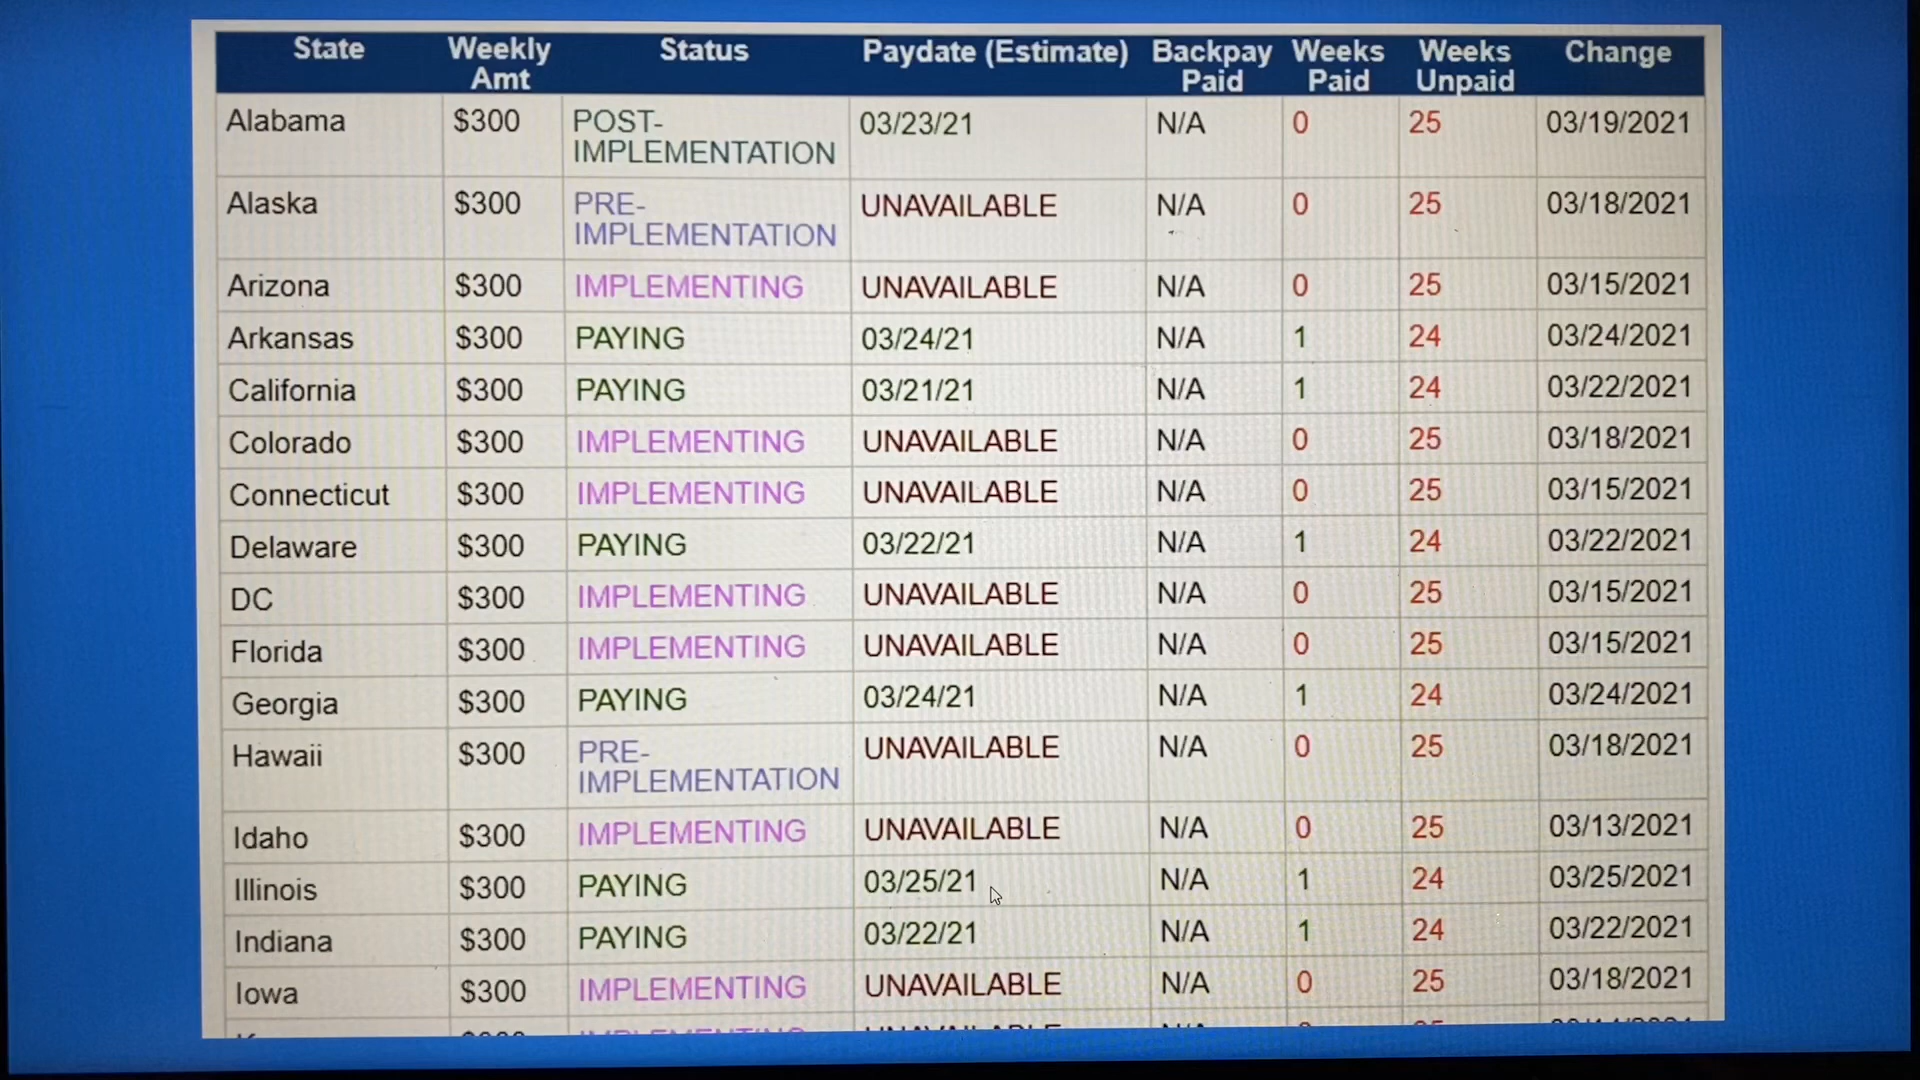 State Weekly Amt Status Paydate (Estimate) Backpay Paid Weeks Paid Weeks Unpaid Change
Alabama $300 POST-IMPLEMENTATION 03/23/21 N/A 0 25 03/19/2021
Alaska $300 PRE-IMPLEMENTATION UNAVAILABLE N/A 0 25 03/18/2021
Arizona $300 IMPLEMENTING UNAVAILABLE N/A 0 25 03/15/2021
Arkansas $300 PAYING 03/24/21 N/A 1 24 03/24/2021
California $300 PAYING 03/21/21 N/A 1 24 03/22/2021
Colorado $300 IMPLEMENTING UNAVAILABLE N/A 0 25 03/18/2021
Connecticut $300 IMPLEMENTING UNAVAILABLE N/A 0 25 03/15/2021
Delaware $300 PAYING 03/22/21 N/A 1 24 03/22/2021
DC $300 IMPLEMENTING UNAVAILABLE N/A 0 25 03/15/2021
Florida $300 IMPLEMENTING UNAVAILABLE N/A 0 25 03/15/2021
Georgia $300 PAYING 03/24/21 N/A 1 24 03/24/2021
Hawaii $300 PRE-IMPLEMENTATION UNAVAILABLE N/A 0 25 03/18/2021
Idaho $300 IMPLEMENTING UNAVAILABLE N/A 0 25 03/13/2021
Illinois $300 PAYING 03/25/21 N/A 1 24 03/25/2021
Indiana $300 PAYING 03/22/21 N/A 1 24 03/22/2021
Iowa $300 IMPLEMENTING UNAVAILABLE N/A 0 25 03/18/2021